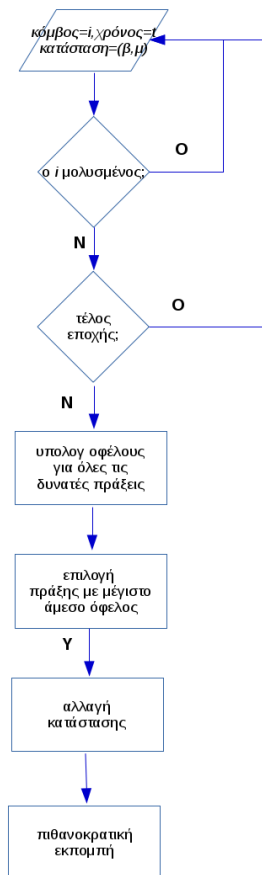 κόμβος=i,χρόνος=t
κατάσταση=(β,μ)
Ο
ο i μολυσμένος;
Ν
Ο
τέλος
εποχής;
Ν
υπολογ οφέλους
για όλες τις
δυνατές πράξεις
επιλογή
πράξης με μέγιστο
άμεσο όφελος
Υ
αλλαγή
κατάστασης
πιθανοκρατική
εκπομπή